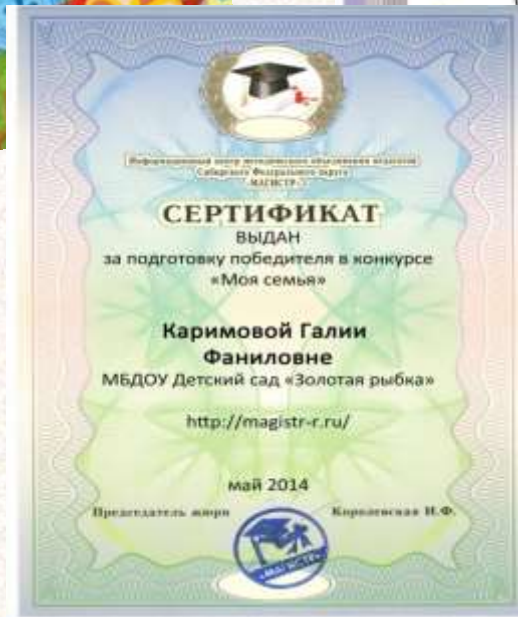 Информационный центр методического объединения педагогов
Сибирского Федерального округа
«МАГИСТР»
СЕРТИФИКАТ
ВЫДАН
за подготовку победителя в конкурсе
«Моя семья»
Каримовой Галии
Фаниловне
МБДОУ Детский сад «Золотая рыбка»
http://magistr-r.ru/
май 2014
Председатель жюри Королевская И.Ф.
«МАГИСТР»